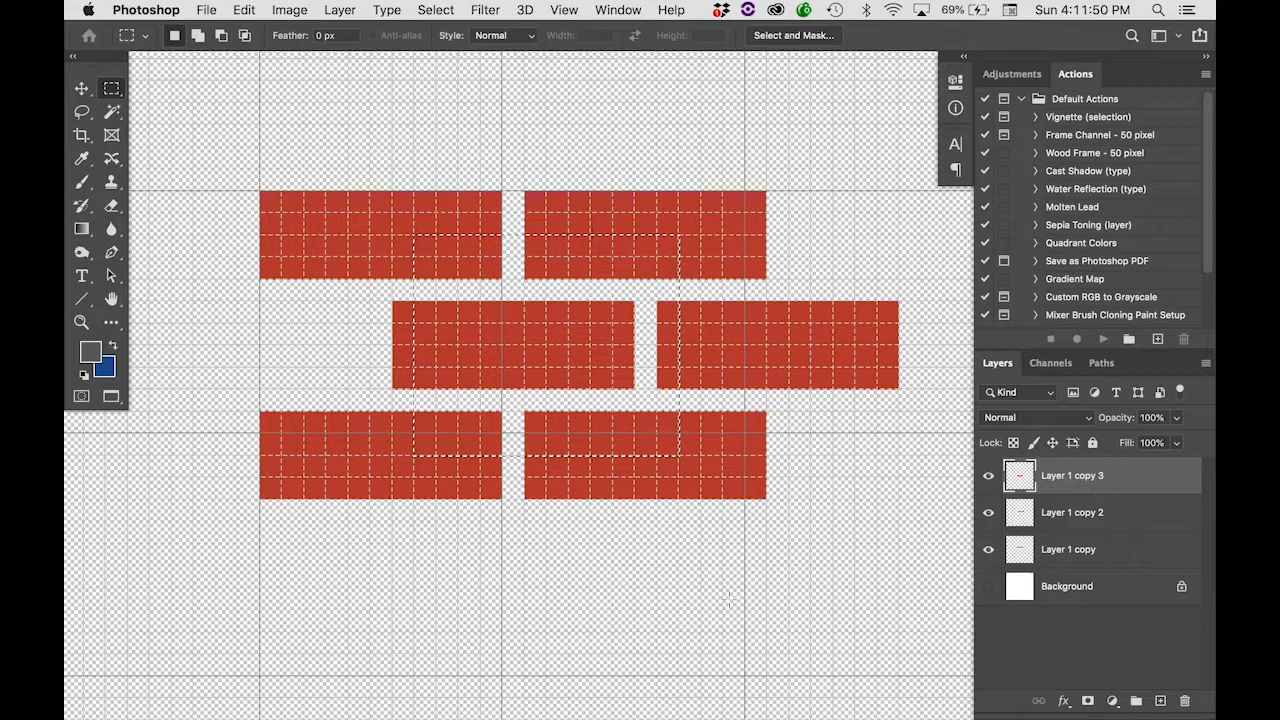 Photoshop File Edit Image Layer Type Select Filter 3D View Window Help 69% Sun 4:11:50 PM
Feather: 0 px Anti-alias Style: Normal Width: Height: Select and Mask...
Adjustments Actions
Default Actions
Vignette (selection)
Frame Channel - 50 pixel
Wood Frame - 50 pixel
Cast Shadow (type)
Water Reflection (type)
Molten Lead
Sepia Toning (layer)
Quadrant Colors
Save as Photoshop PDF
Gradient Map
Custom RGB to Grayscale
Mixer Brush Cloning Paint Setup
Layers Channels Paths
Kind
Normal Opacity: 100%
Lock: Fill: 100%
Layer 1 copy 3
Layer 1 copy 2
Layer 1 copy
Background